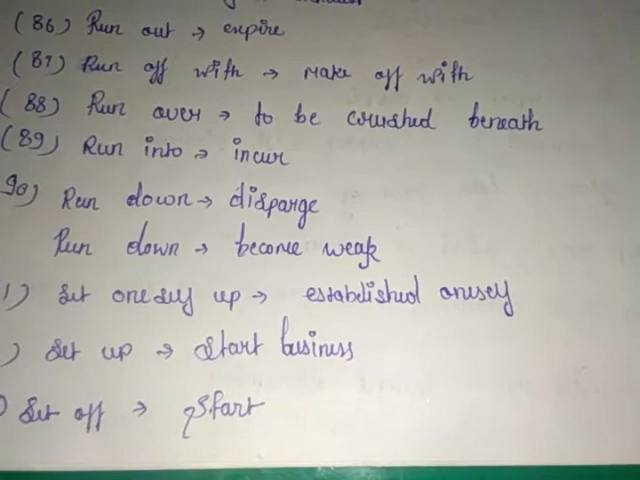 (86) Run out → expire
(87) Run off with → Make off with
(88) Run over → to be crushed beneath
(89) Run into → incur
90) Run down → disparge
Run down → become weak
1) Set oneself up → established oneself
) Set up → Start business
) Set off → Start